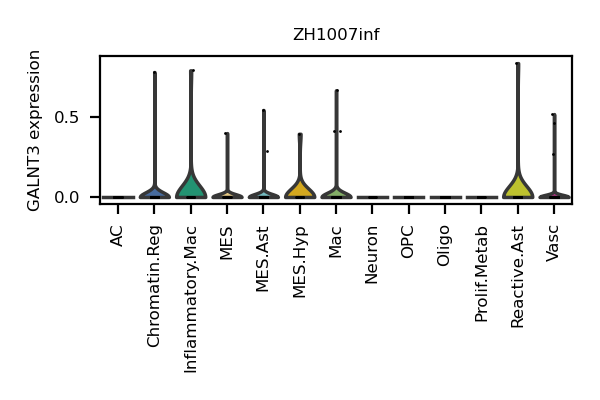 ZH1007inf
GALNT3 expression
0.5
0.0
AC
Chromatin.Reg
Inflammatory.Mac
MES
MES.Ast
MES.Hyp
Mac
Neuron
OPC
Oligo
Prolif.Metab
Reactive.Ast
Vasc